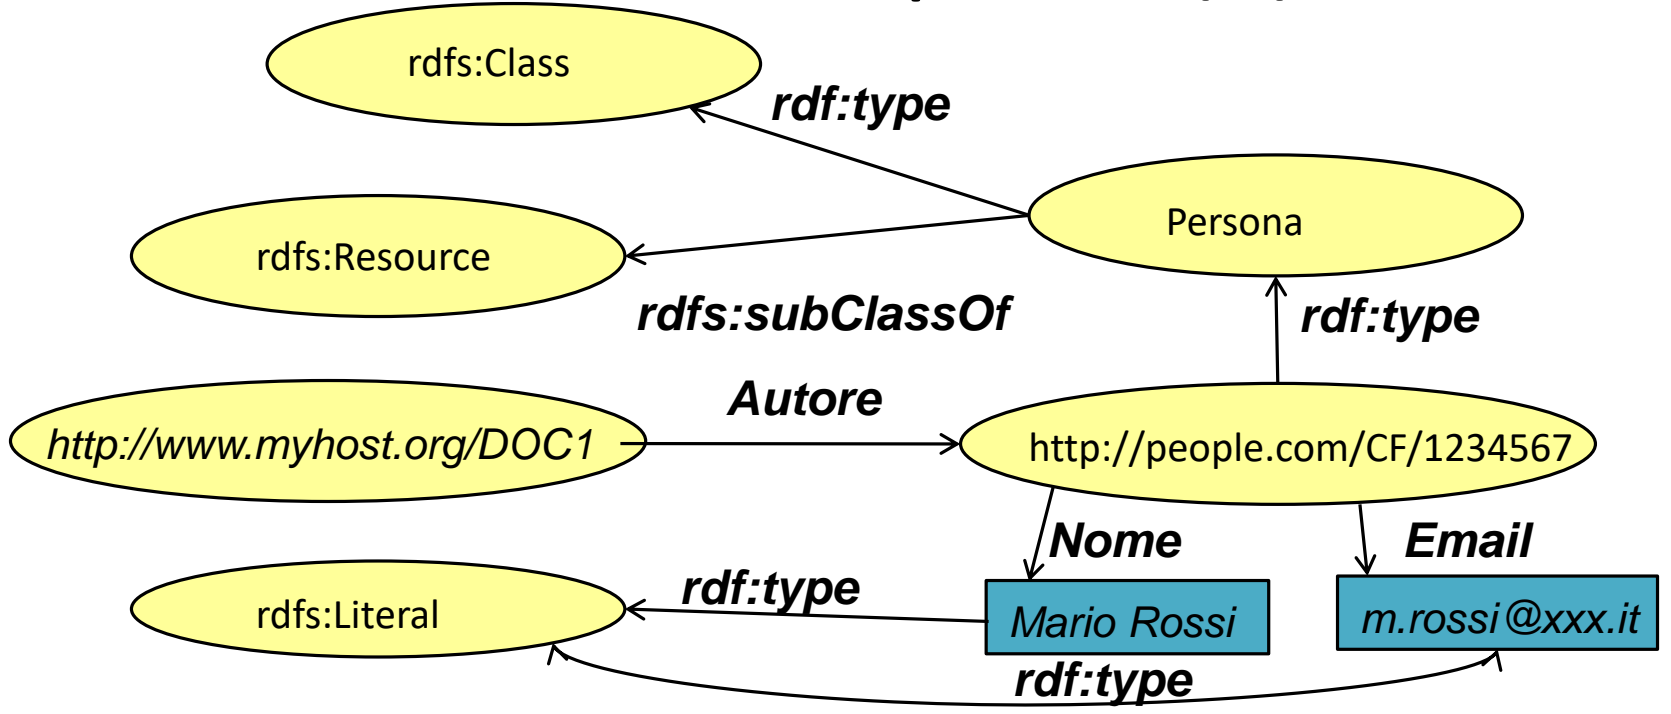 rdfs:Class
rdf:type
Persona
rdfs:Resource
rdfs:subClassOf
rdf:type
Autore
http://www.myhost.org/DOC1
http://people.com/CF/1234567
Nome
Email
rdf:type
rdfs:Literal
Mario Rossi
m.rossi@xxx.it
rdf:type